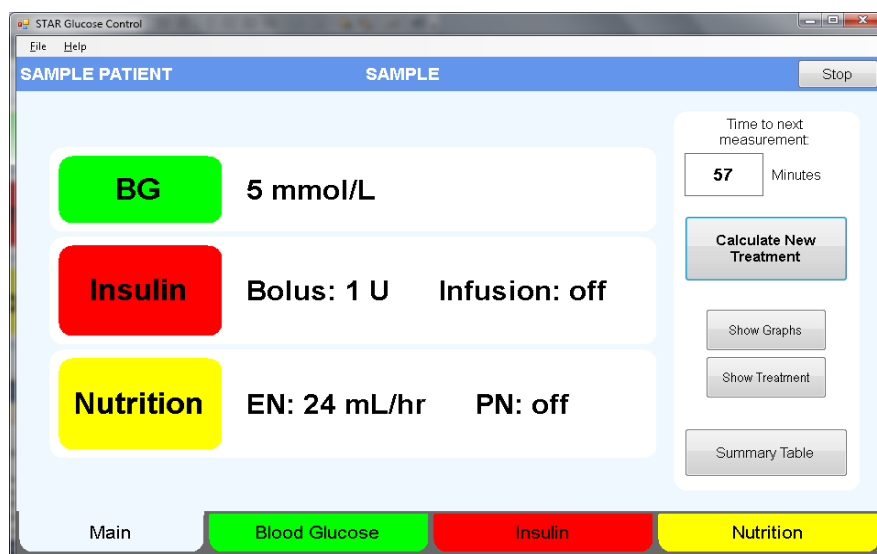 STAR Glucose Control
File Help
SAMPLE PATIENT SAMPLE Stop
Time to next
measurement:
57 Minutes
BG 5 mmol/L
Calculate New
Treatment
Insulin Bolus: 1 U Infusion: off
Show Graphs
Show Treatment
Nutrition EN: 24 mL/hr PN: off
Summary Table
Main Blood Glucose Insulin Nutrition